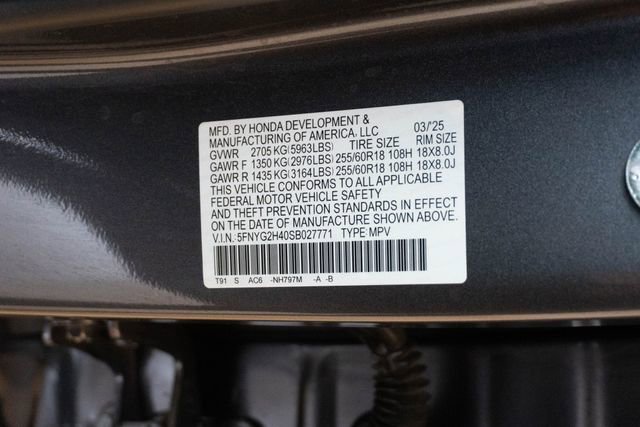 MFD. BY HONDA DEVELOPMENT &
MANUFACTURING OF AMERICA, LLC 03/'25
GVWR 2705 KG(5963LBS) TIRE SIZE RIM SIZE
GAWR F 1350 KG(2976LBS) 255/60R18 108H 18X8.0J
GAWR R 1435 KG(3164LBS) 255/60R18 108H 18X8.0J
THIS VEHICLE CONFORMS TO ALL APPLICABLE
FEDERAL MOTOR VEHICLE SAFETY
AND THEFT PREVENTION STANDARDS IN EFFECT
ON THE DATE OF MANUFACTURE SHOWN ABOVE.
V.I.N.: 5FNYG2H40SB027771 TYPE: MPV
T91 S AC6 -NH797M -A -B